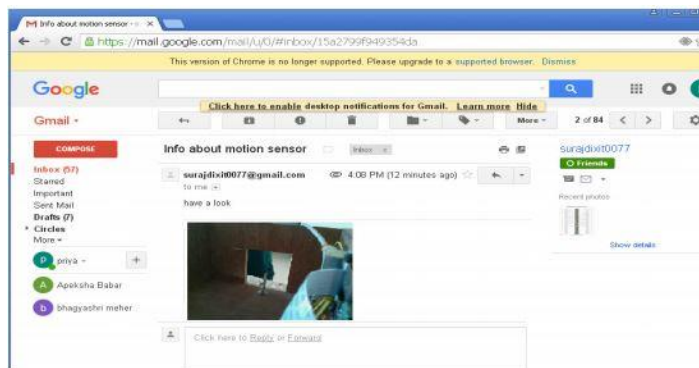 Info about motion sensor -
https://mail.google.com/mail/u/0/#inbox/15a2799f949354da
This version of Chrome is no longer supported. Please upgrade to a supported browser. Dismiss
Google
Click here to enable desktop notifications for Gmail. Learn more Hide
Gmail
More
2 of 84
COMPOSE
Info about motion sensor
Inbox x
surajdixit0077
Friends
Inbox (57)
Starred
Important
Sent Mail
Drafts (7)
Circles
More
surajdixit0077@gmail.com
4:08 PM (12 minutes ago)
to me
have a look
Recent photos
Show details
P priya
A Apeksha Babar
b bhagyashri meher
Click here to Reply or Forward